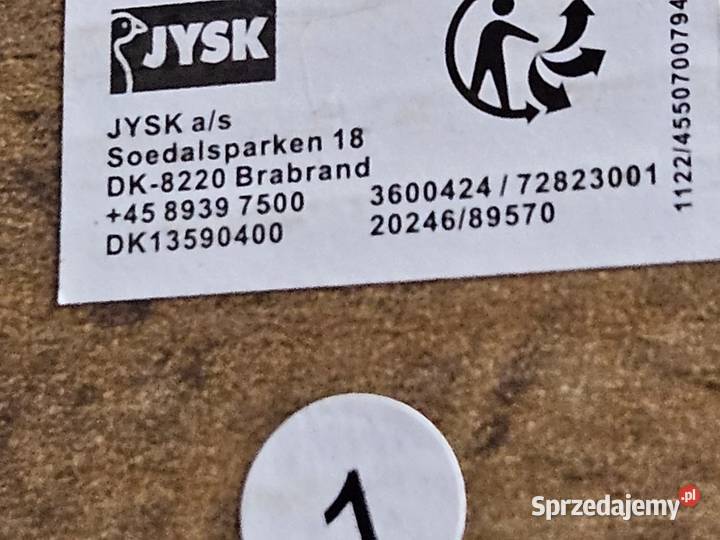 JYSK
JYSK a/s
Soedalsparken 18
DK-8220 Brabrand
+45 8939 7500
DK13590400
3600424 / 72823001
20246/89570
1122/4550700794
1
Sprzedajemy.pl